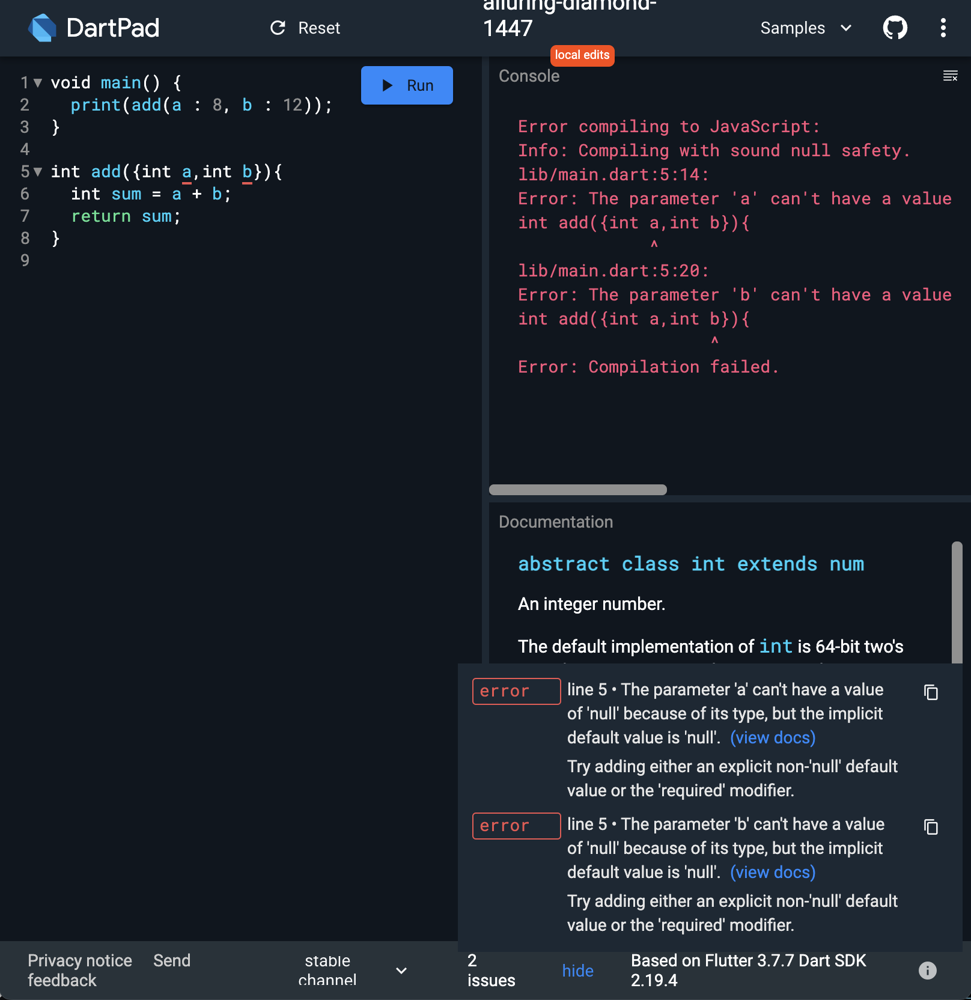 DartPad
Reset
alluring-diamond-
1447
local edits
Samples
1 void main() {
2   print(add(a : 8, b : 12));
3 }
4
5 int add({int a,int b}){
6   int sum = a + b;
7   return sum;
8 }
9
Run
Console
Error compiling to JavaScript:
Info: Compiling with sound null safety.
lib/main.dart:5:14:
Error: The parameter 'a' can't have a value
int add({int a,int b}){
^
lib/main.dart:5:20:
Error: The parameter 'b' can't have a value
int add({int a,int b}){
^
Error: Compilation failed.
Documentation
abstract class int extends num
An integer number.
The default implementation of int is 64-bit two's
error line 5 • The parameter 'a' can't have a value
of 'null' because of its type, but the implicit
default value is 'null'. (view docs)
Try adding either an explicit non-'null' default
value or the 'required' modifier.
error line 5 • The parameter 'b' can't have a value
of 'null' because of its type, but the implicit
default value is 'null'. (view docs)
Try adding either an explicit non-'null' default
value or the 'required' modifier.
Privacy notice Send
feedback
stable
channel
2
issues
hide
Based on Flutter 3.7.7 Dart SDK
2.19.4